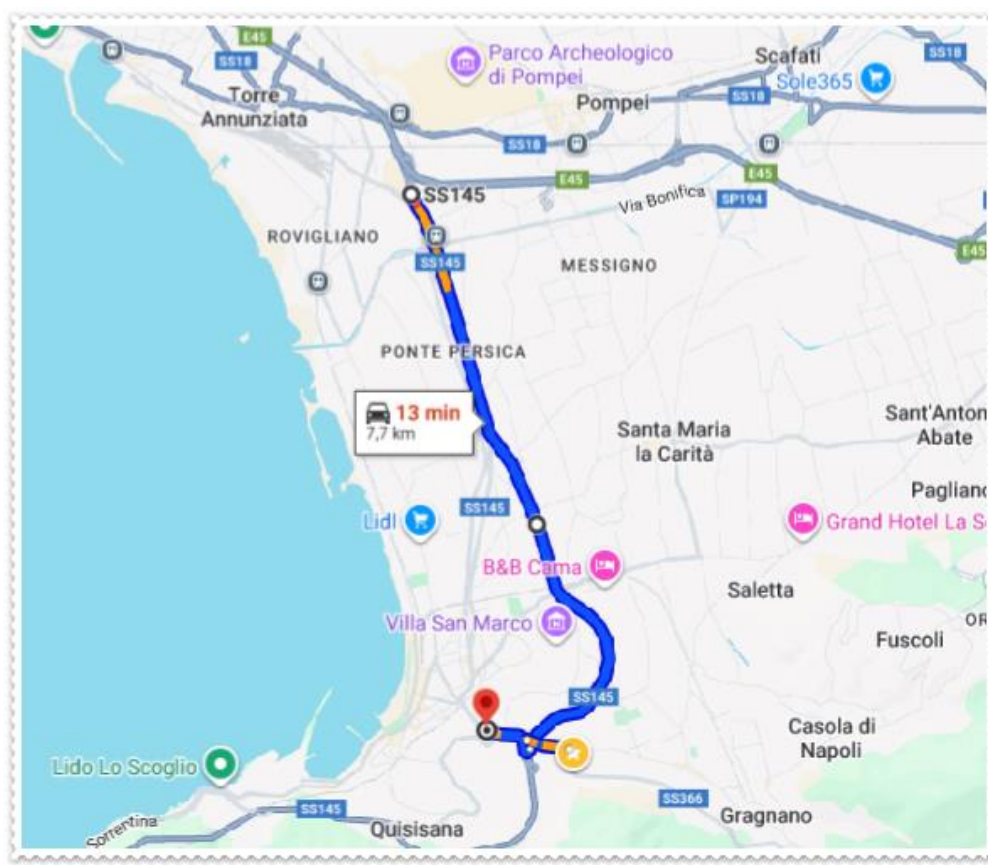 E45
SS18
Parco Archeologico
di Pompei
Scafati
Sole365
SS18
Torre
Annunziata
Pompei
SS18
SS18
E45
SS145
E45
Via Bonifica
SP194
ROVIGLIANO
E45
SS145
MESSIGNO
PONTE PERSICA
13 min
7,7 km
Santa Maria
la Carità
Sant'Anton
Abate
Pagliano
SS145
Lidl
Grand Hotel La S
B&B Cama
Saletta
Villa San Marco
OR
Fuscoli
SS145
Casola di
Napoli
Lido Lo Scoglio
SS366
SS145
Gragnano
Sorrentina
Quisisana